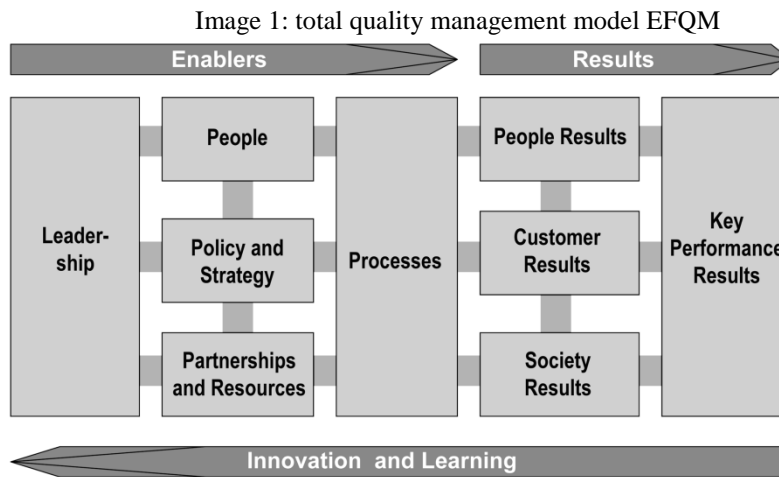 Image 1: total quality management model EFQM
Enablers
Results
Leader-
ship
People
Policy and
Strategy
Partnerships
and Resources
Processes
People Results
Customer
Results
Society
Results
Key
Performance
Results
Innovation and Learning